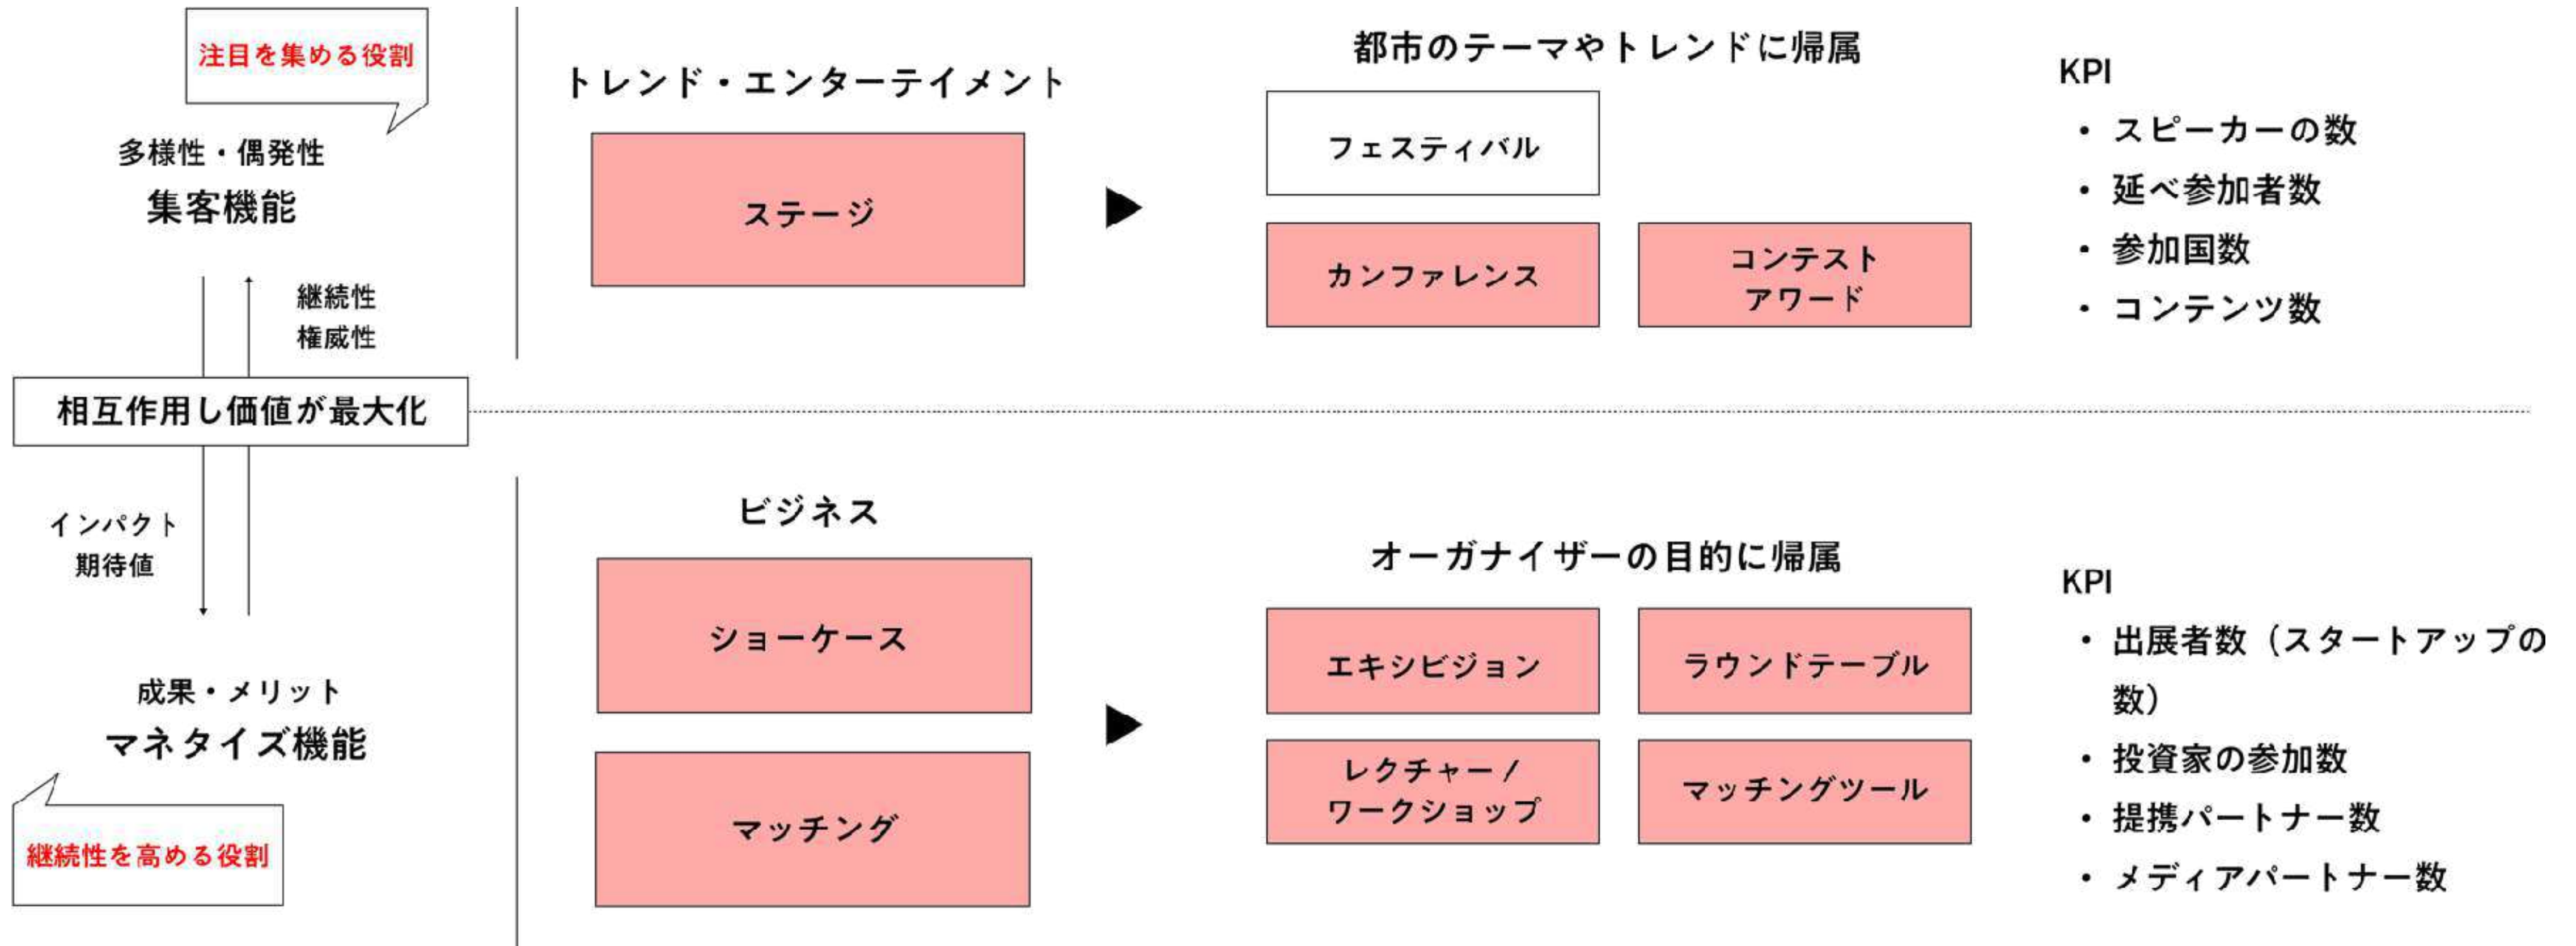 注目を集める役割
多様性・偶発性
集客機能
継続性
権威性
トレンド・エンターテイメント
ステージ
都市のテーマやトレンドに帰属
フェスティバル
カンファレンス
コンテスト
アワード
KPI
・ スピーカーの数
・ 延べ参加者数
・ 参加国数
・ コンテンツ数
相互作用し価値が最大化
インパクト
期待値
成果・メリット
マネタイズ機能
継続性を高める役割
ビジネス
ショーケース
マッチング
オーガナイザーの目的に帰属
エキシビジョン
ラウンドテーブル
レクチャー /
ワークショップ
マッチングツール
KPI
・ 出展者数（スタートアップの
数）
・ 投資家の参加数
・ 提携パートナー数
・ メディアパートナー数